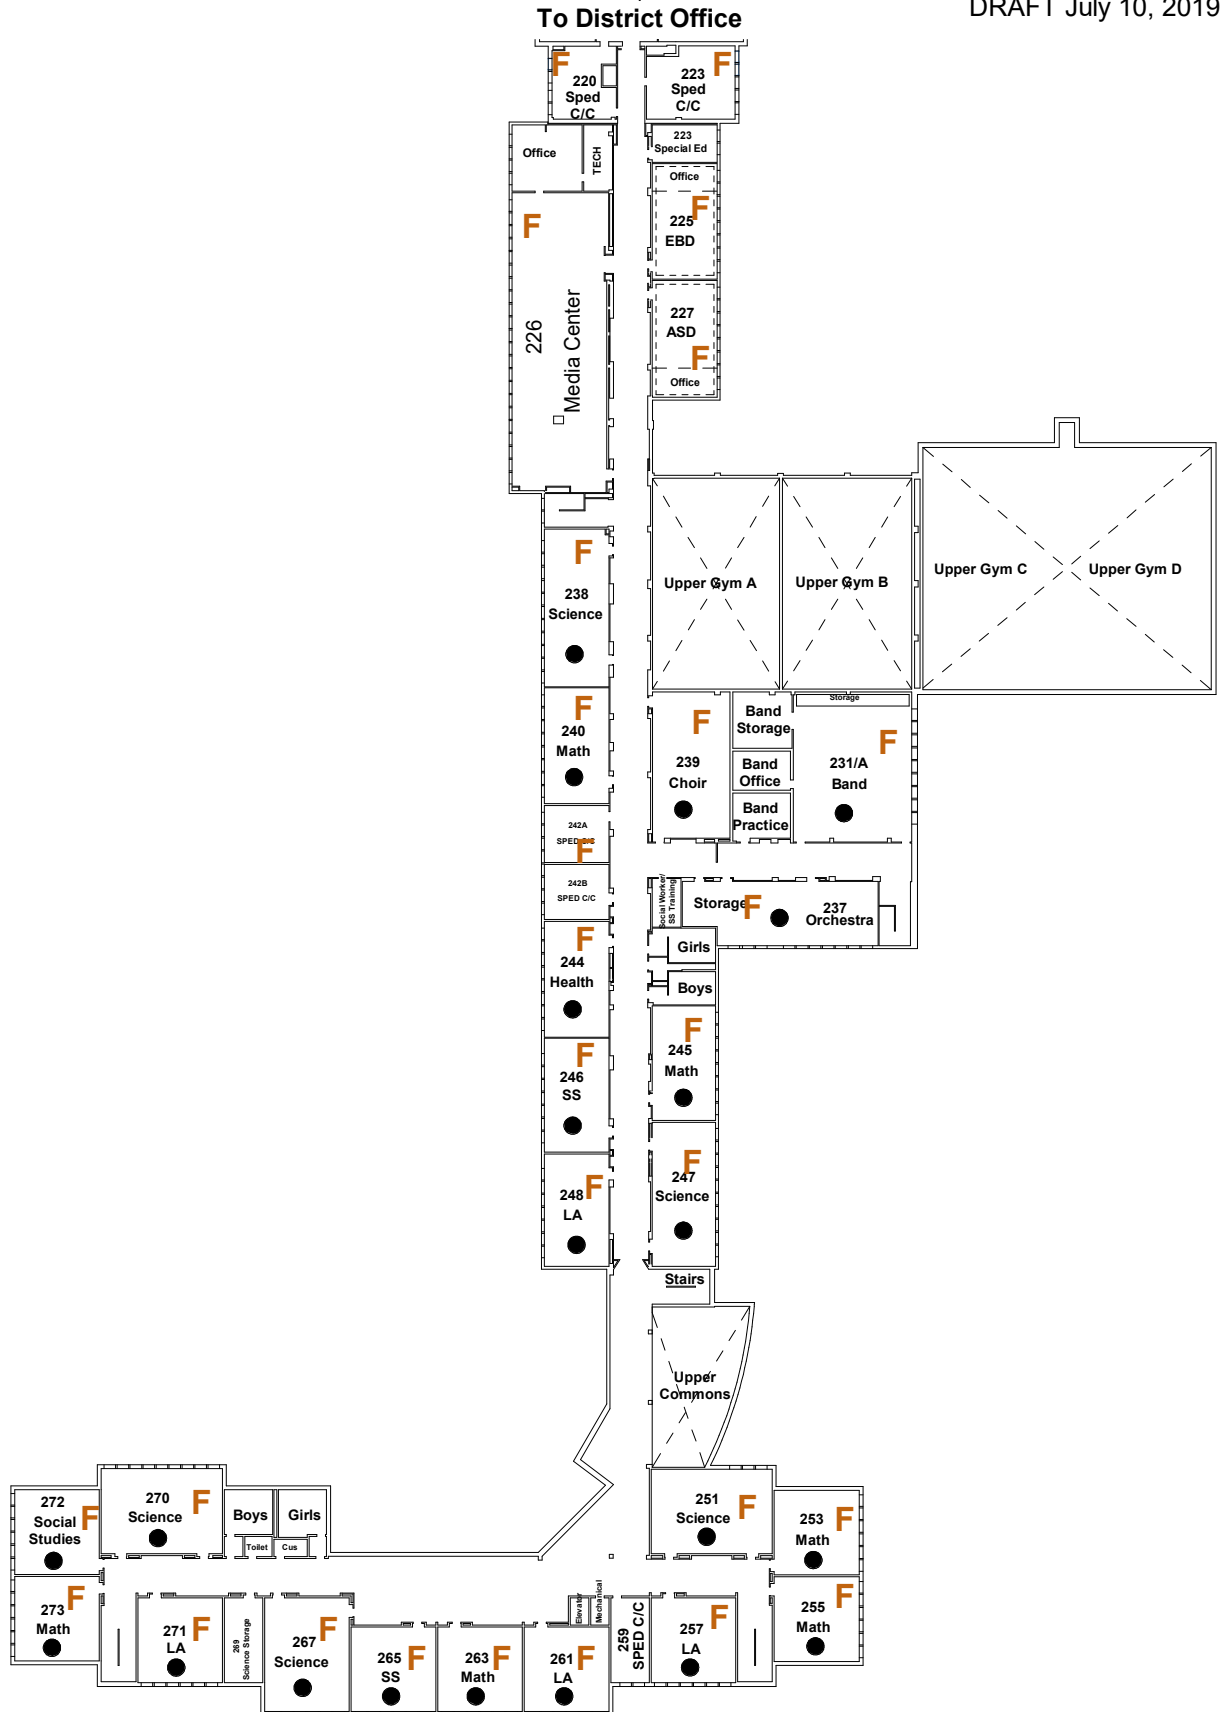 To District Office
DRAFT July 10, 2019
F
220
Sped
C/C
223
Sped
C/C
F
Office
TECH
223
Special Ed
Office
F
225
EBD
F
226
Media Center
227
ASD
F
Office
F
238
Science
Upper Gym A
Upper Gym B
Upper Gym C
Upper Gym D
F
240
Math
F
239
Choir
Band
Storage
Storage
F
231/A
Band
Band
Office
Band
Practice
242A
SPED C/C
F
242B
SPED C/C
Social Worker/
SS Training
Storage
F
237
Orchestra
F
244
Health
Girls
Boys
F
246
SS
F
245
Math
F
248
LA
F
247
Science
Stairs
Upper
Commons
272
Social
Studies
F
270
Science
F
Boys
Girls
Toilet
Cus
251
Science
F
253
Math
F
F
273
Math
271
LA
F
269
Science Storage
267
Science
F
265
SS
F
263
Math
F
261
LA
F
Elevator
Mechanical
259
SPED C/C
257
LA
F
255
Math
F